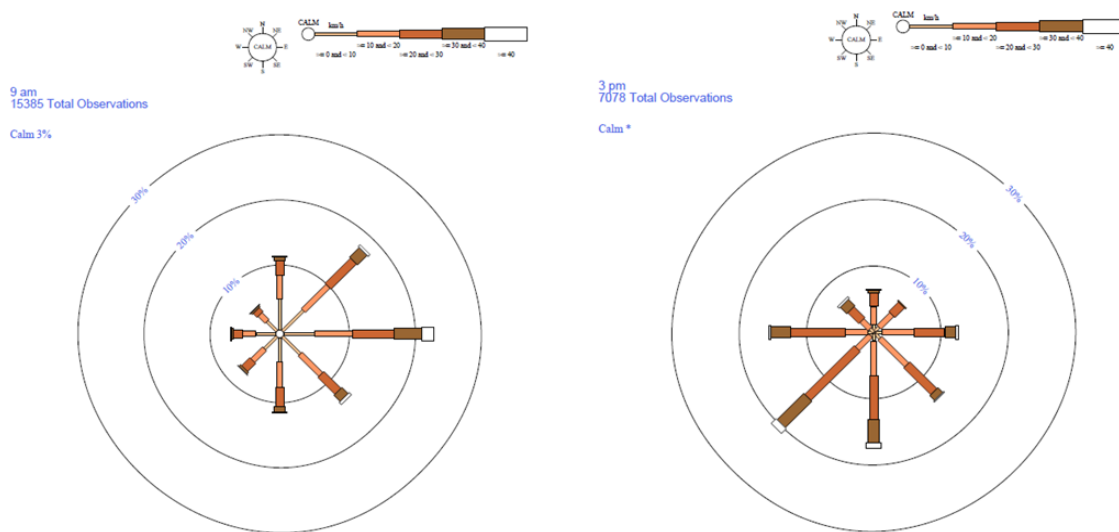 N
NW NE
W CALM E
SW SE
S
CALM km/h
>= 10 and < 20 >= 30 and < 40
>= 0 and < 10 >= 20 and < 30 >= 40
9 am
15385 Total Observations
Calm 3%
30%
20%
10%
N
NW NE
W CALM E
SW SE
S
CALM km/h
>= 10 and < 20 >= 30 and < 40
>= 0 and < 10 >= 20 and < 30 >= 40
3 pm
7078 Total Observations
Calm *
30%
20%
10%